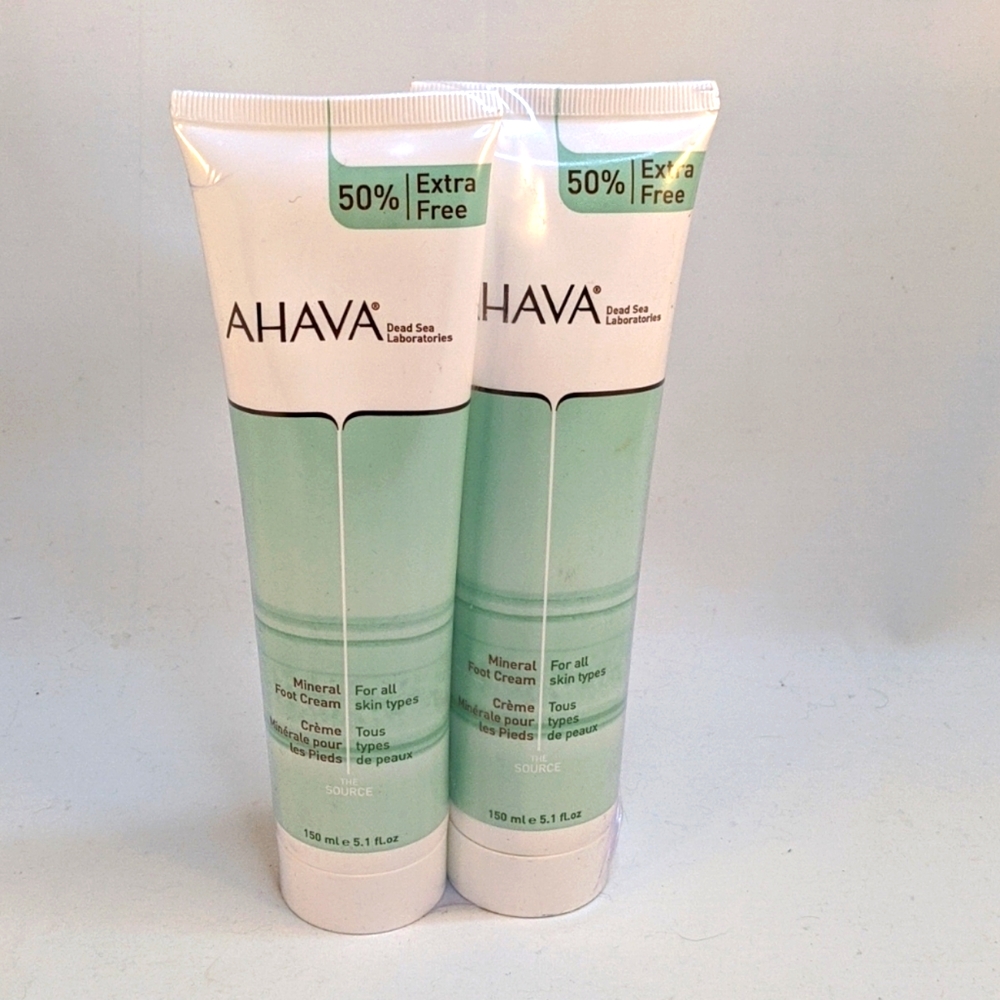 50% Extra
Free
AHAVA® Dead Sea
Laboratories
Mineral
Foot Cream
For all
skin types
Crème
Minérale pour
les Pieds
Tous
types
de peaux
THE
SOURCE
150 ml e 5.1 fl.oz
50% Extra
Free
AHAVA® Dead Sea
Laboratories
Mineral
Foot Cream
For all
skin types
Crème
Minérale pour
les Pieds
Tous
types
de peaux
THE
SOURCE
150 ml e 5.1 fl.oz